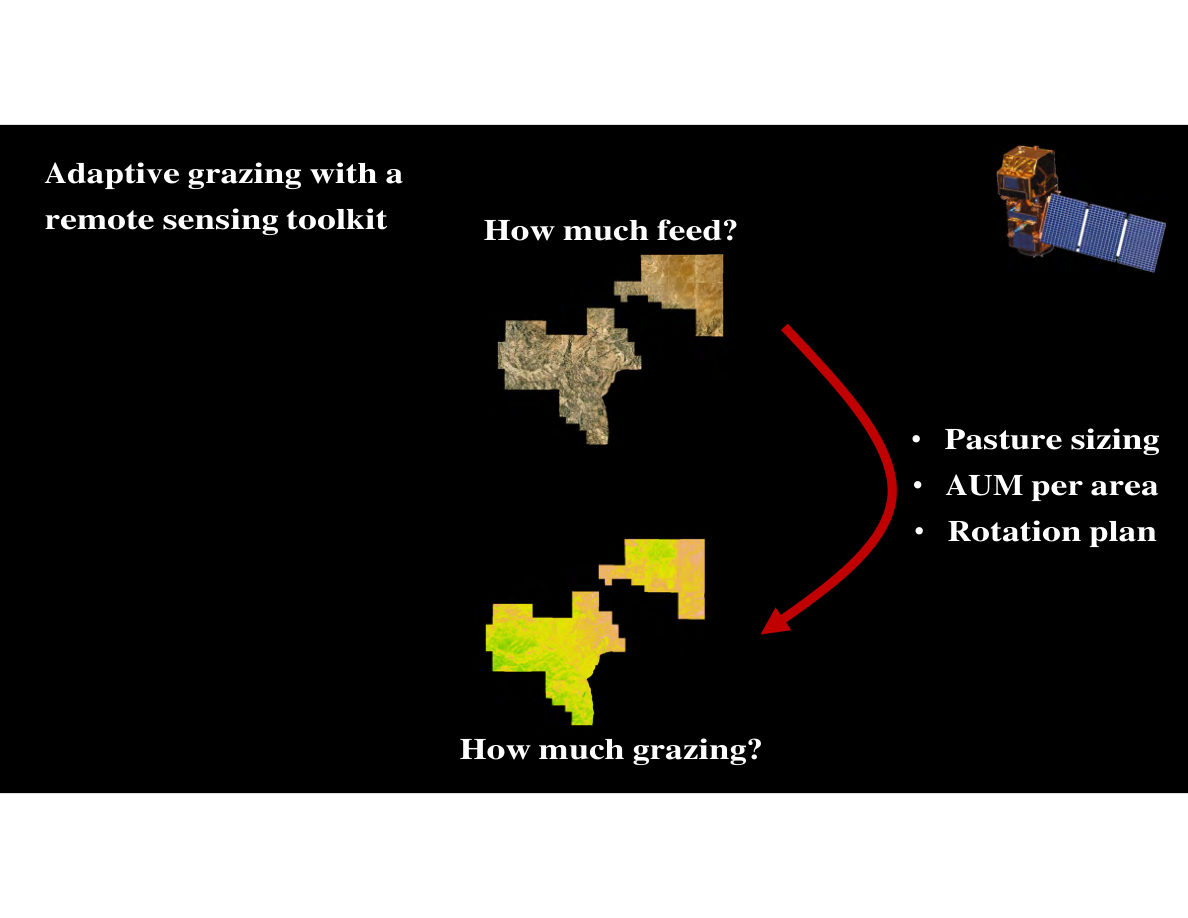 Adaptive grazing with a
remote sensing toolkit
How much feed?
• Pasture sizing
• AUM per area
• Rotation plan
How much grazing?